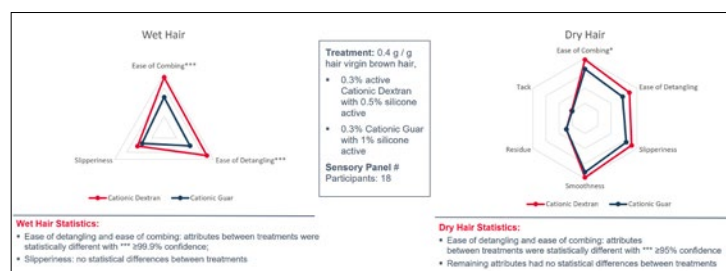 Wet Hair
Ease of Combing***
Slipperiness
Ease of Detangling***
Cationic Dextran
Cationic Guar
Wet Hair Statistics:
• Ease of detangling and ease of combing: attributes between treatments were
statistically different with *** ≥99.9% confidence;
• Slipperiness: no statistical differences between treatments
Treatment: 0.4 g / g
hair virgin brown hair,
• 0.3% active
Cationic Dextran
with 0.5% silicone
active
• 0.3% Cationic Guar
with 1% silicone
active
Sensory Panel #
Participants: 18
Dry Hair
Ease of Combing*
Tack
Ease of Detangling
Residue
Slipperiness
Smoothness
Cationic Dextran
Cationic Guar
Dry Hair Statistics:
• Ease of detangling and ease of combing: attributes
between treatments were statistically different with *** ≥95% confidence
• Remaining attributes had no statistical differences between treatments